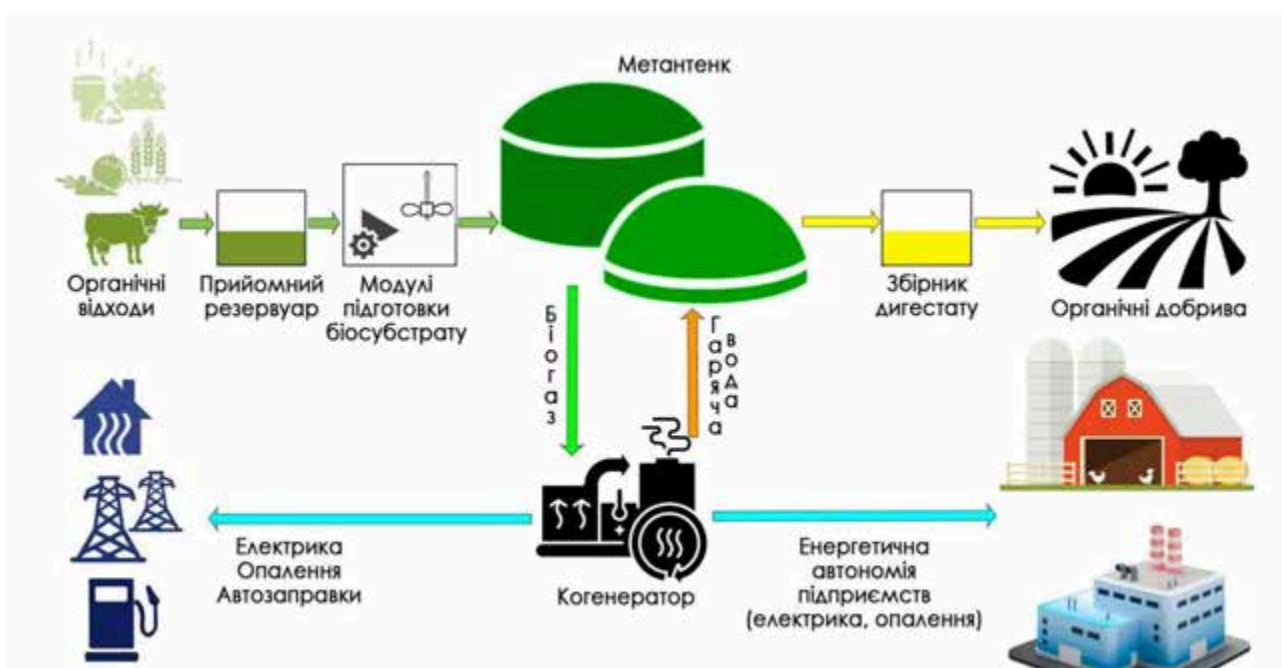 Метантенк
Органічні
відходи
Прийомний
резервуар
Модулі
підготовки
біосубстрату
Збірник
дигестату
Органічні добрива
Біогаз
Гаряча
вода
Електрика
Опалення
Автозаправки
Когенератор
Енергетична
автономія
підприємств
(електрика, опалення)